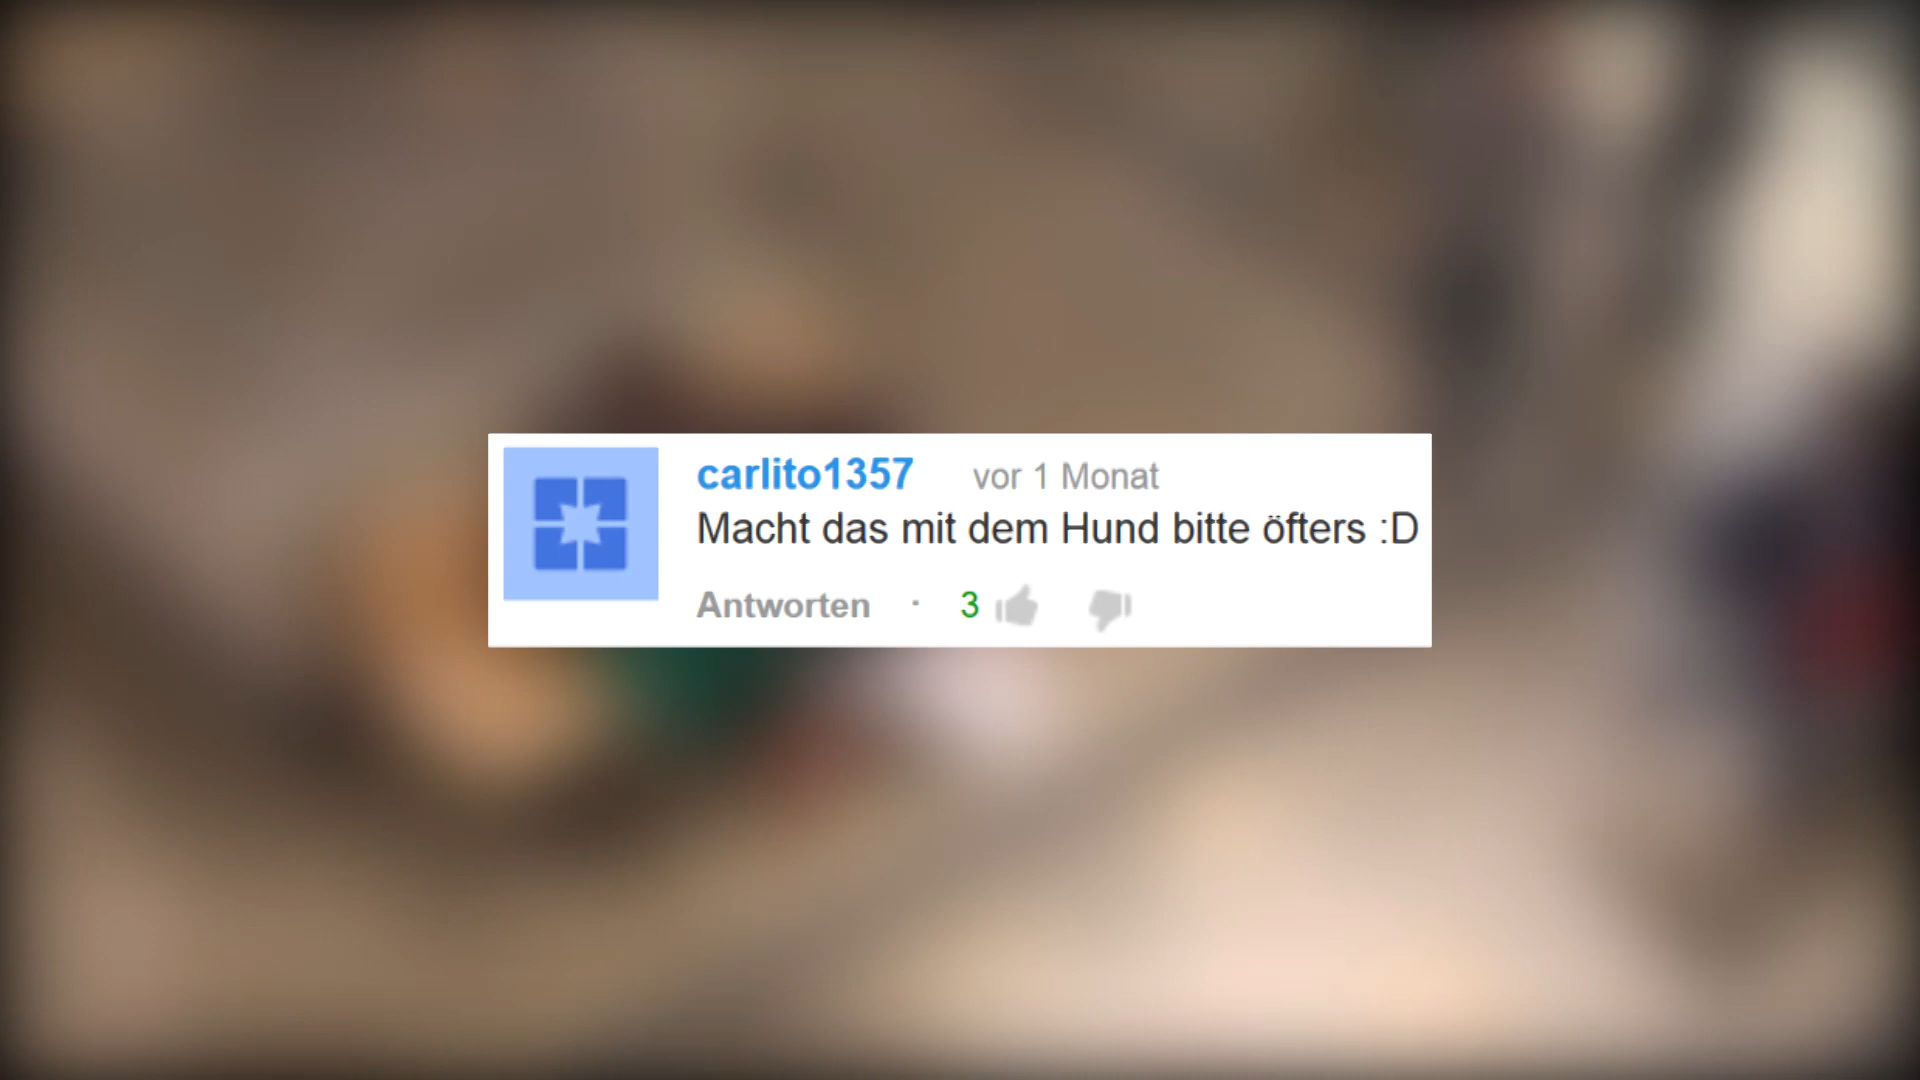 carlito1357 vor 1 Monat
Macht das mit dem Hund bitte öfters :D
Antworten · 3